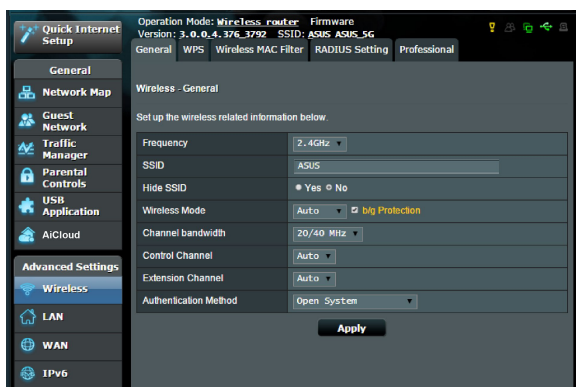 Quick Internet Setup
Operation Mode: Wireless router Firmware
Version: 3.0.0.4.376_3792 SSID: ASUS ASUS_5G
General WPS Wireless MAC Filter RADIUS Setting Professional
General
Network Map
Guest Network
Traffic Manager
Parental Controls
USB Application
AiCloud
Advanced Settings
Wireless
LAN
WAN
IPv6
Wireless - General
Set up the wireless related information below.
Frequency 2.4GHz
SSID ASUS
Hide SSID Yes No
Wireless Mode Auto b/g Protection
Channel bandwidth 20/40 MHz
Control Channel Auto
Extension Channel Auto
Authentication Method Open System
Apply